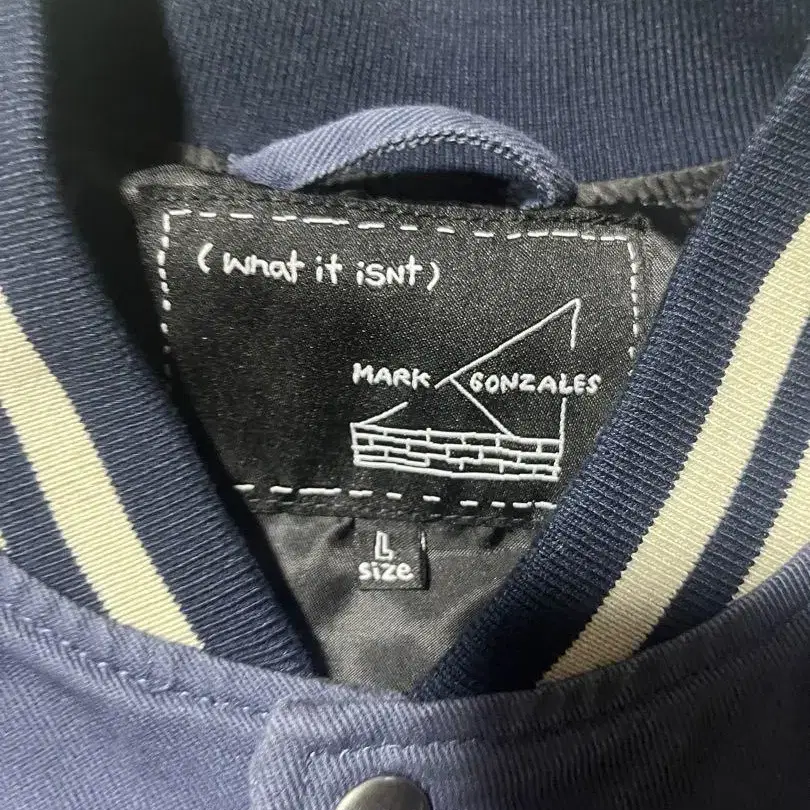 (what it isNt)
MARK GONZALES
L
size